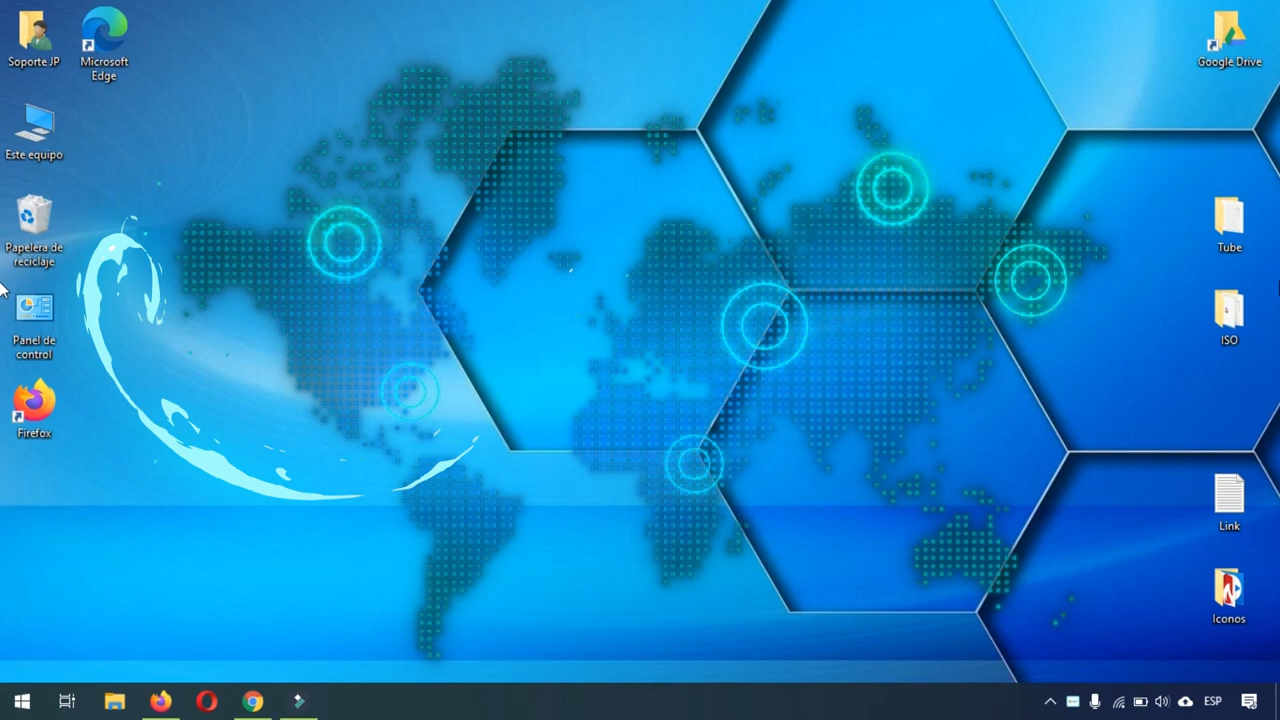 Soporte JP
Microsoft
Edge
Google Drive
Este equipo
Papelera de
reciclaje
Tube
Panel de
control
ISO
Firefox
Link
Iconos
ESP